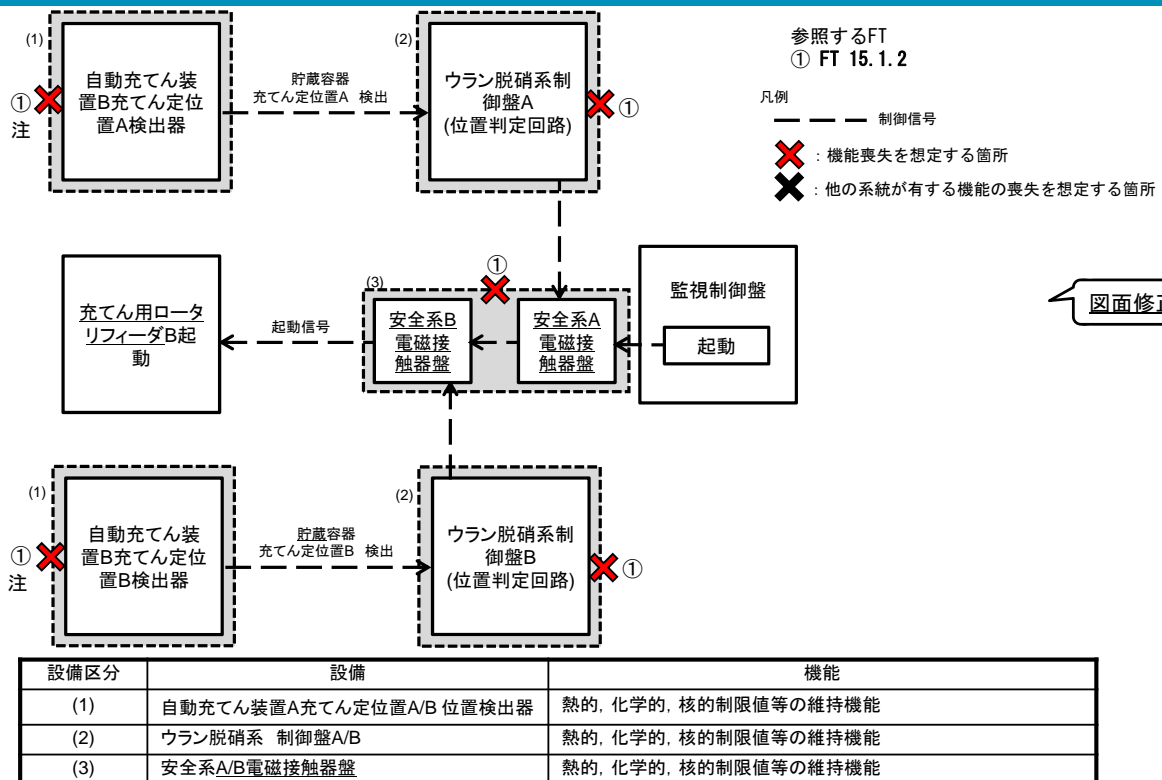 (1)
自動充てん装
置B充てん定位
置A検出器
①
注
貯蔵容器
充てん定位置A 検出
(2)
ウラン脱硝系制
御盤A
(位置判定回路)
①
参照するFT
① FT 15.1.2
凡例
制御信号
：機能喪失を想定する箇所
：他の系統が有する機能の喪失を想定する箇所
充てん用ロータ
リフィーダB起
動
起動信号
(3)
①
安全系B
電磁接
触器盤
安全系A
電磁接
触器盤
監視制御盤
起動
図面修正
(1)
自動充てん装
置B充てん定位
置B検出器
①
注
貯蔵容器
充てん定位置B 検出
(2)
ウラン脱硝系制
御盤B
(位置判定回路)
①
設備区分 設備 機能
(1) 自動充てん装置A充てん定位置A/B 位置検出器 熱的, 化学的, 核的制限値等の維持機能
(2) ウラン脱硝系 制御盤A/B 熱的, 化学的, 核的制限値等の維持機能
(3) 安全系A/B電磁接触器盤 熱的, 化学的, 核的制限値等の維持機能